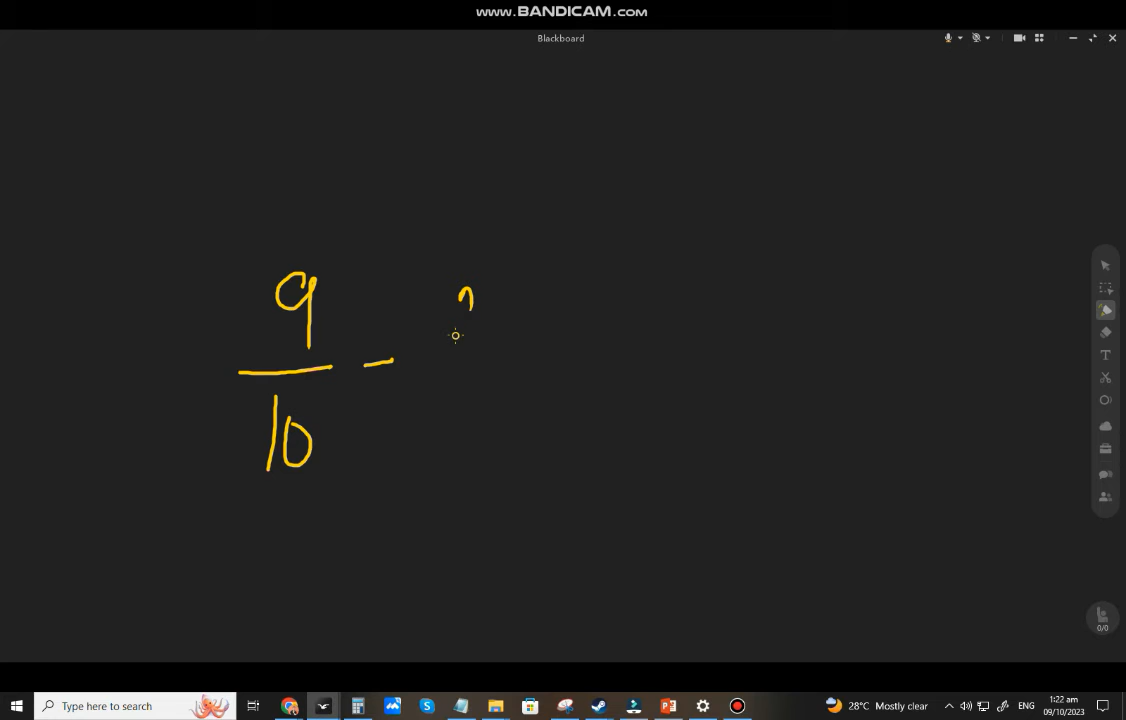 WWW.BANDICAM.COM
Blackboard
9
10
-
0/0
Type here to search
28°C Mostly clear
ENG
1:22 am
09/10/2023